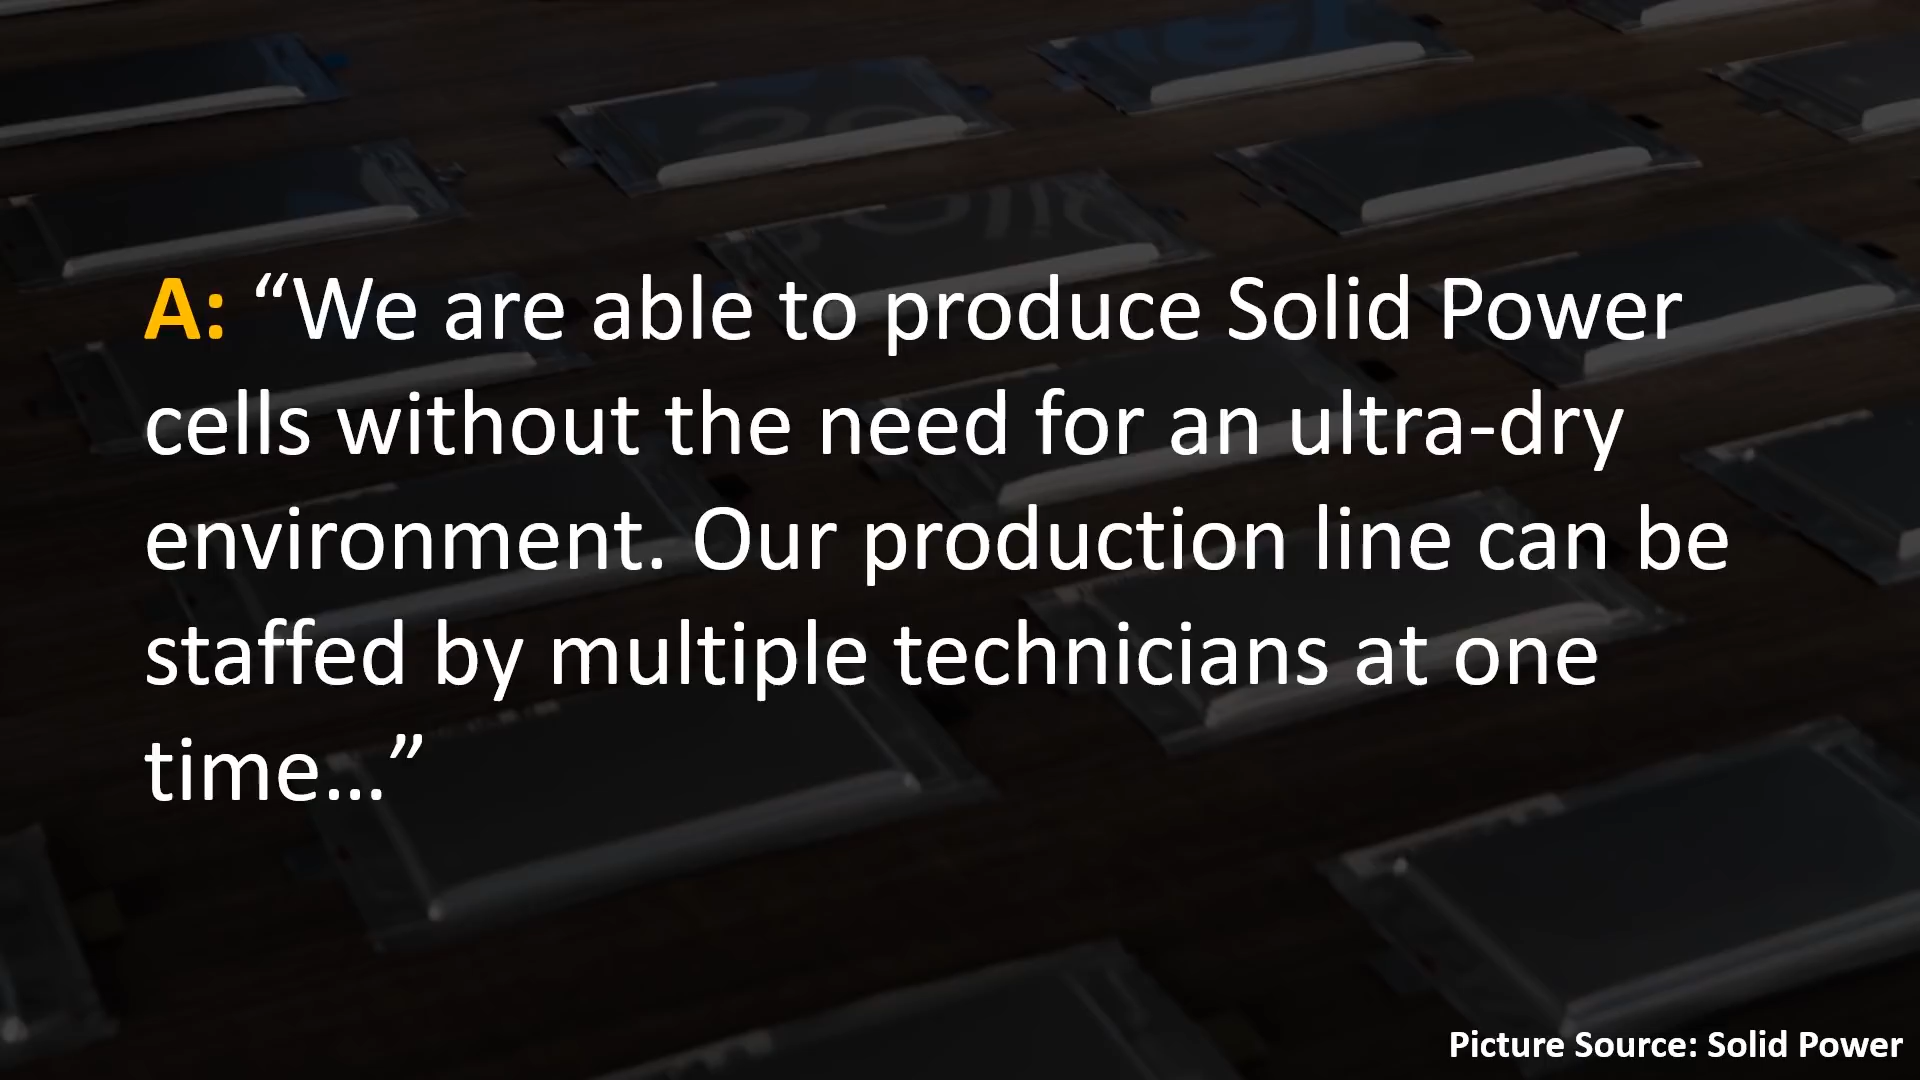 A: “We are able to produce Solid Power
cells without the need for an ultra-dry
environment. Our production line can be
staffed by multiple technicians at one
time…”
Picture Source: Solid Power